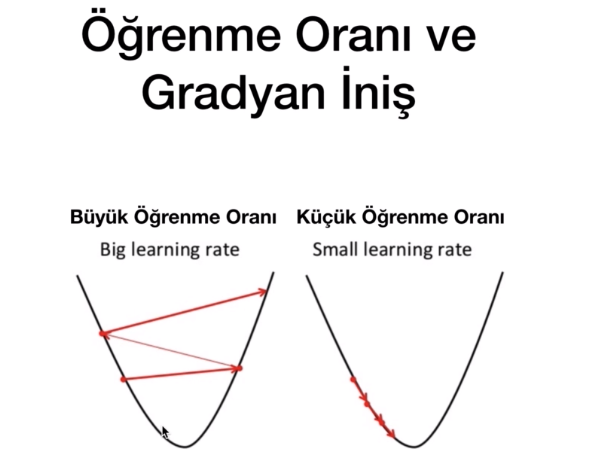 Öğrenme Oranı ve
Gradyan İniş
Büyük Öğrenme Oranı
Küçük Öğrenme Oranı
Big learning rate
Small learning rate